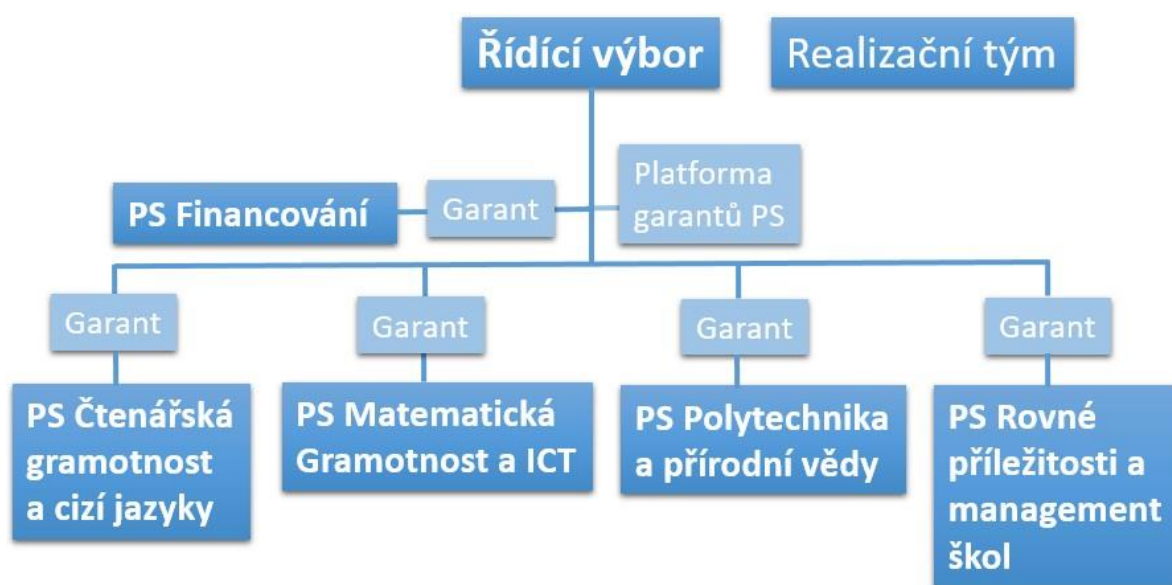 Řídící výbor
Realizační tým
PS Financování
Garant
Platforma
garantů PS
Garant
Garant
Garant
Garant
PS Čtenářská
gramotnost
a cizí jazyky
PS Matematická
Gramotnost a ICT
PS Polytechnika
a přírodní vědy
PS Rovné
příležitosti a
management
škol